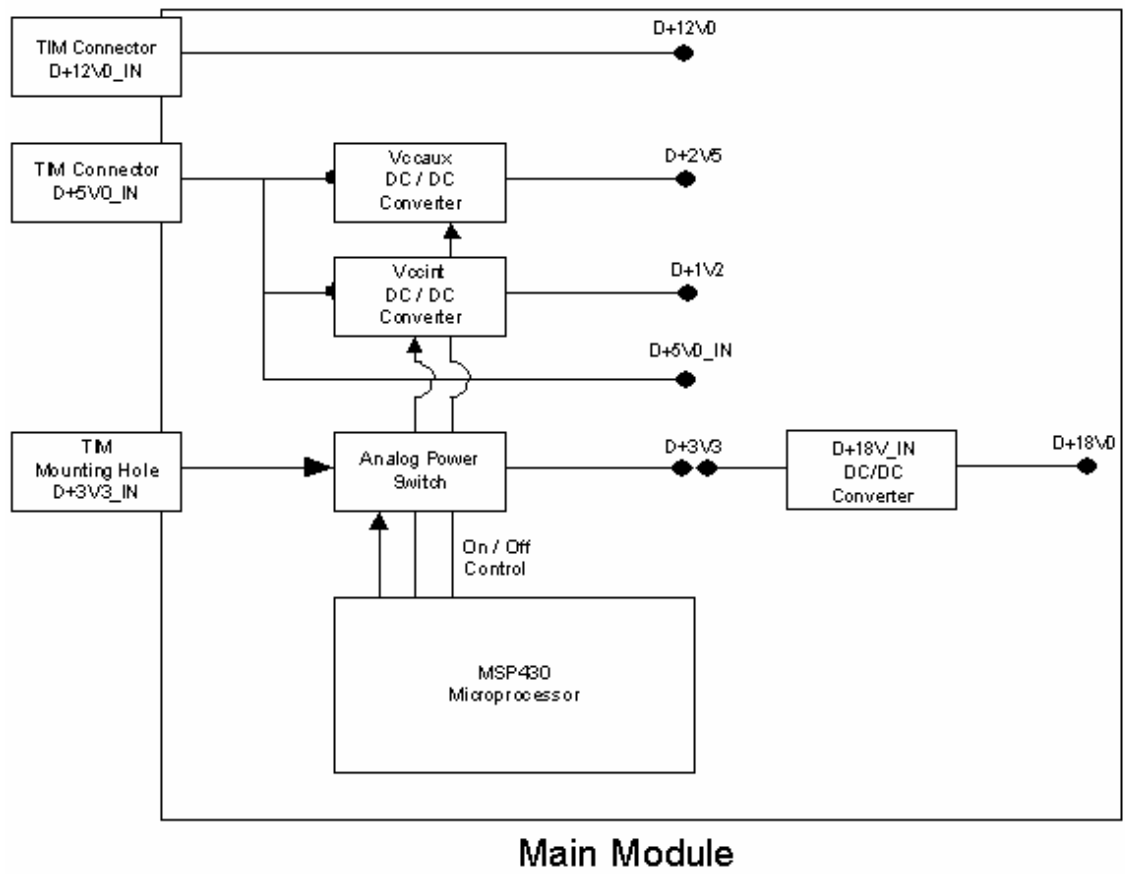 TIM Connector
D+12V0_IN
D+12V0
TIM Connector
D+5V0_IN
Vccaux
DC / DC
Converter
D+2V5
Vccint
DC / DC
Converter
D+1V2
D+5V0_IN
TIM
Mounting Hole
D+3V3_IN
Analog Power
Switch
D+3V3
D+18V_IN
DC/DC
Converter
D+18V0
On / Off
Control
MSP430
Microprocessor
Main Module